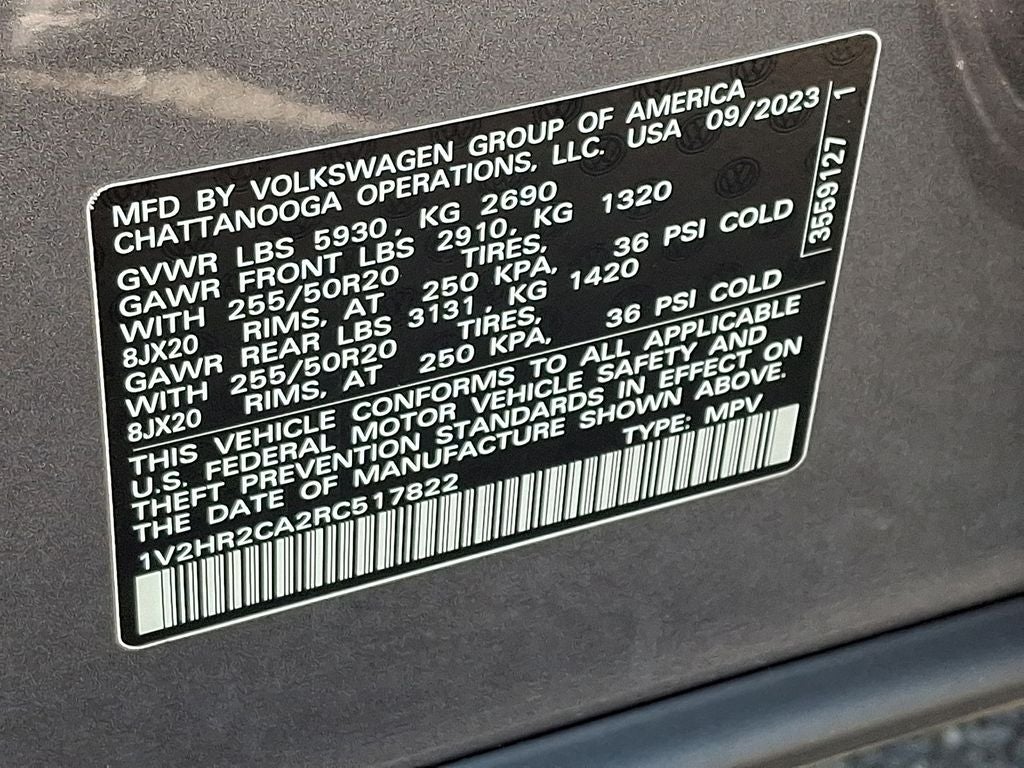 MFD BY VOLKSWAGEN GROUP OF AMERICA
CHATTANOOGA OPERATIONS, LLC. USA 09/2023
GVWR LBS 5930, KG 2690
GAWR FRONT LBS 2910, KG 1320
WITH 255/50R20 TIRES,
8JX20 RIMS, AT 250 KPA, 36 PSI COLD
GAWR REAR LBS 3131, KG 1420
WITH 255/50R20 TIRES,
8JX20 RIMS, AT 250 KPA, 36 PSI COLD
3559127 1
THIS VEHICLE CONFORMS TO ALL APPLICABLE
U.S. FEDERAL MOTOR VEHICLE SAFETY AND
THEFT PREVENTION STANDARDS IN EFFECT ON
THE DATE OF MANUFACTURE SHOWN ABOVE.
TYPE: MPV
1V2HR2CA2RC517822